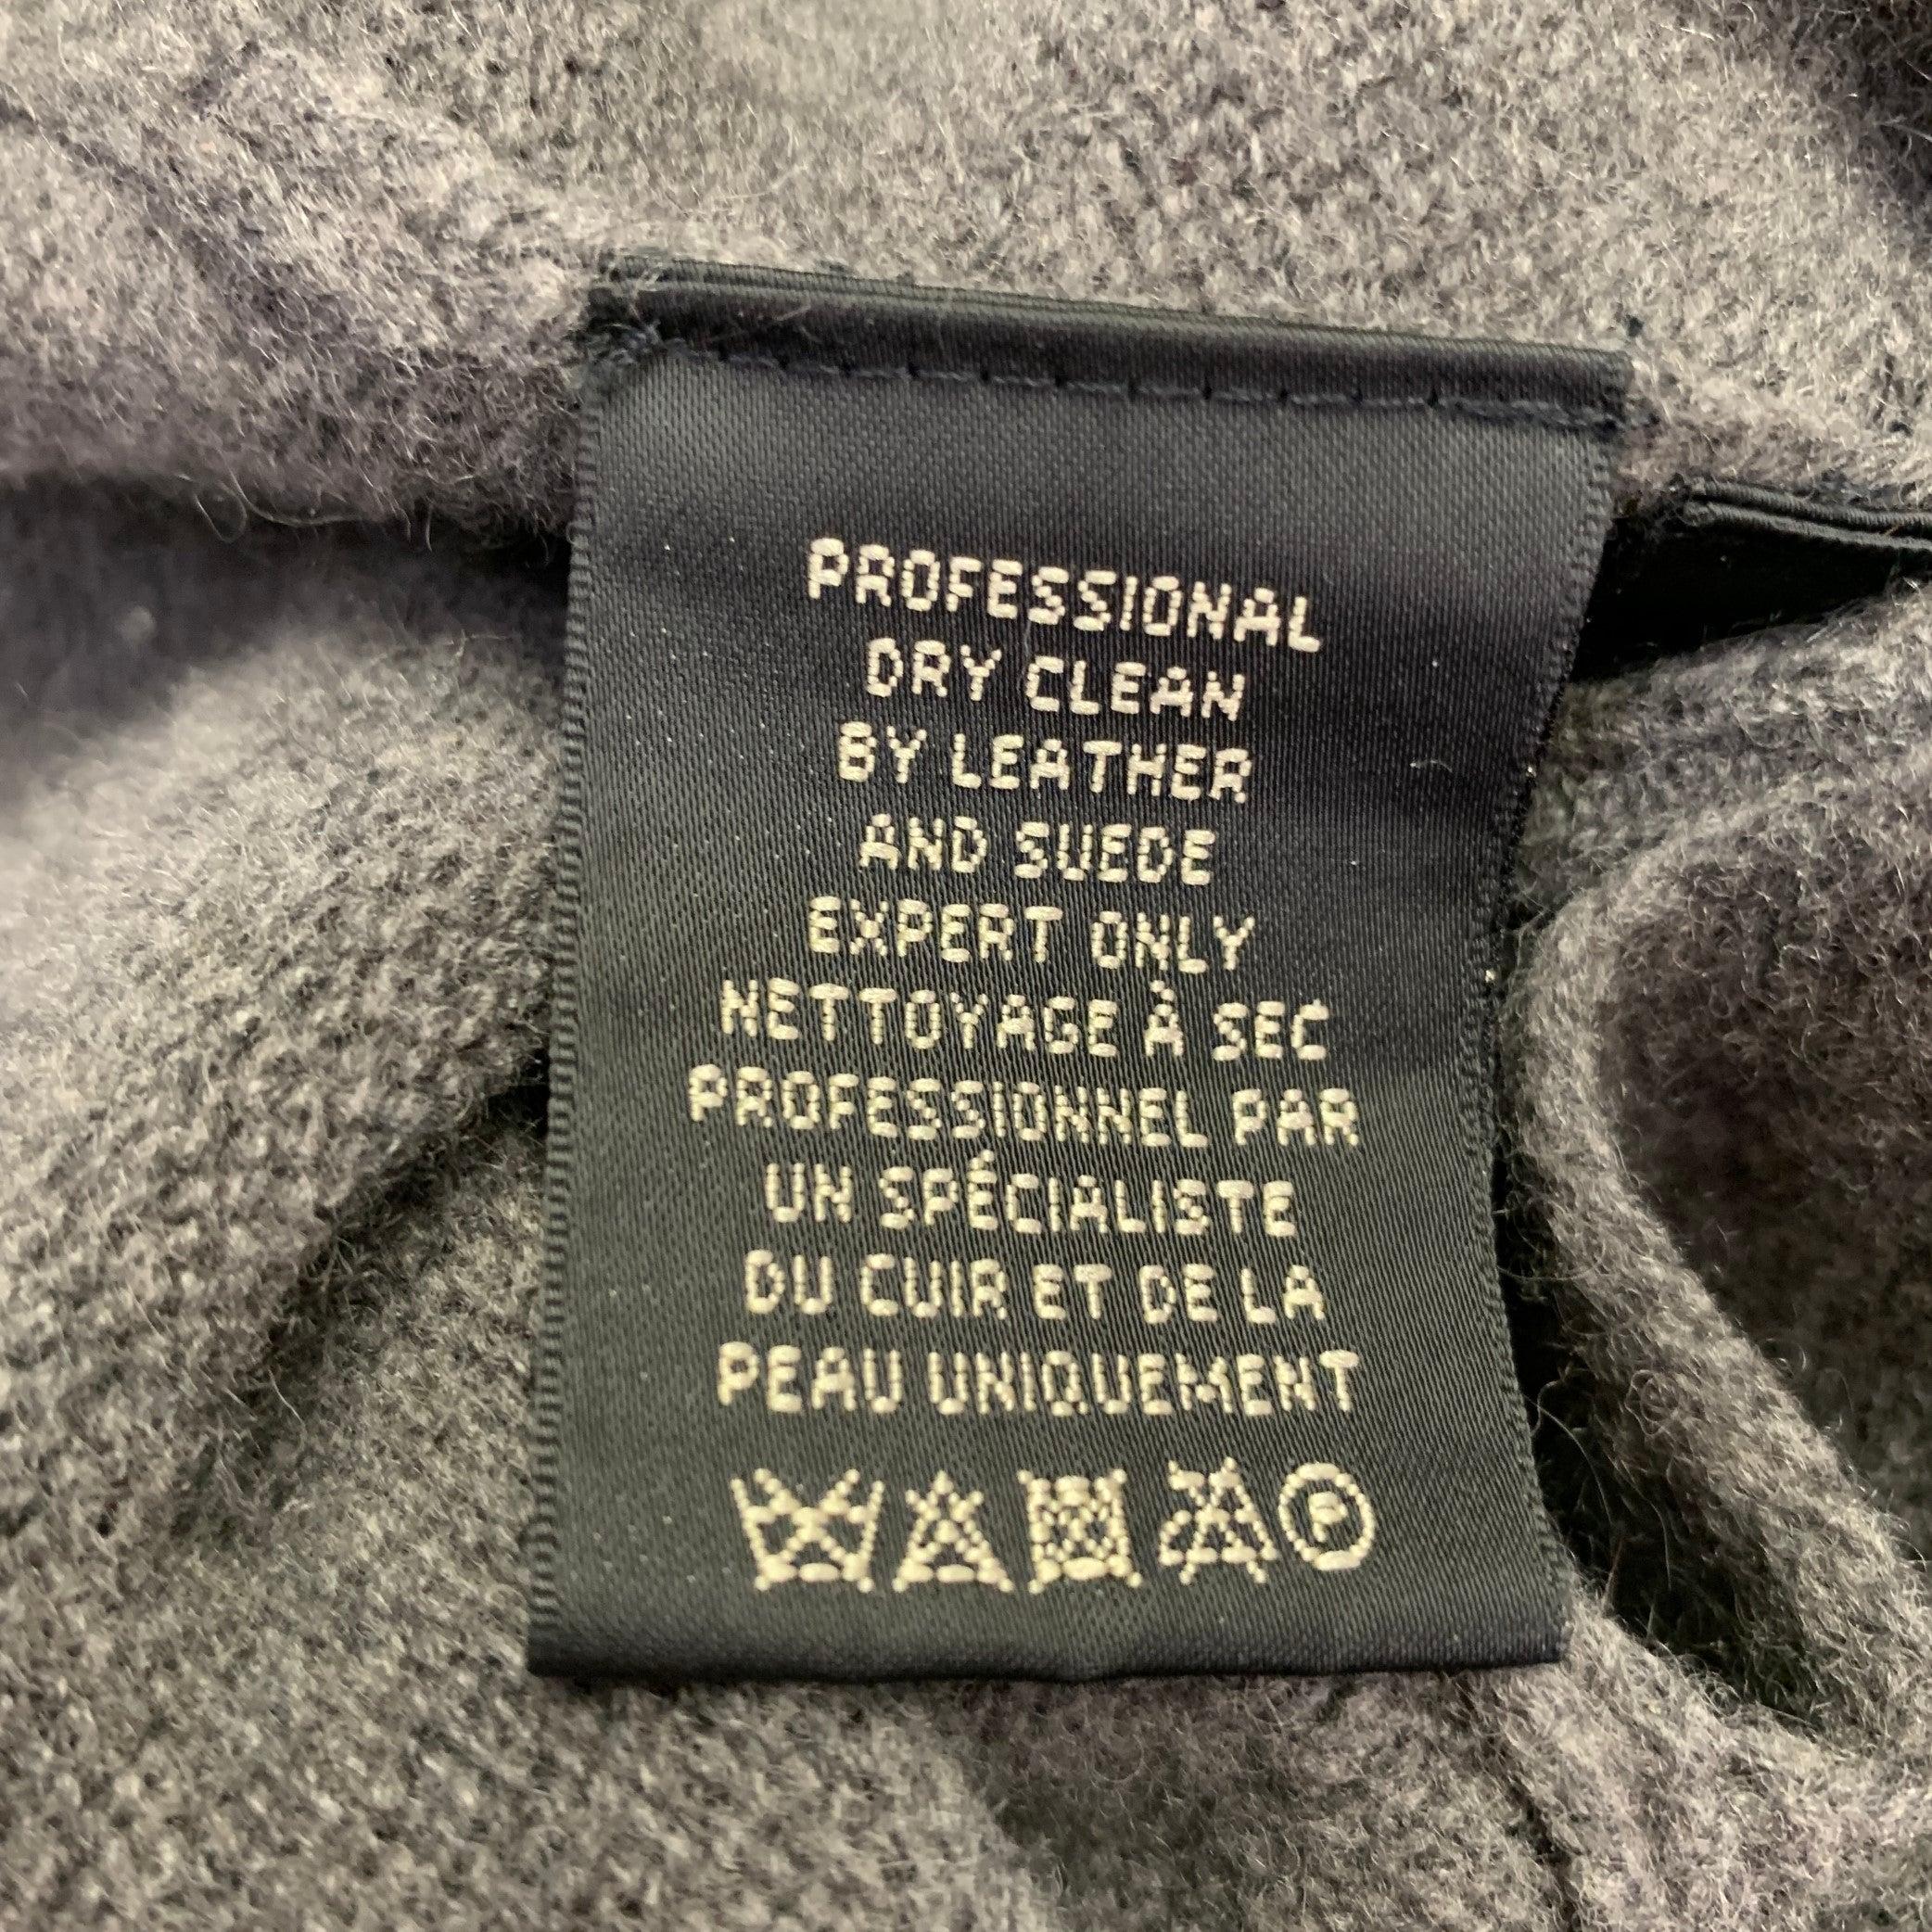 PROFESSIONAL
DRY CLEAN
BY LEATHER
AND SUEDE
EXPERT ONLY
NETTOYAGE À SEC
PROFESSIONNEL PAR
UN SPÉCIALISTE
DU CUIR ET DE LA
PEAU UNIQUEMENT
P